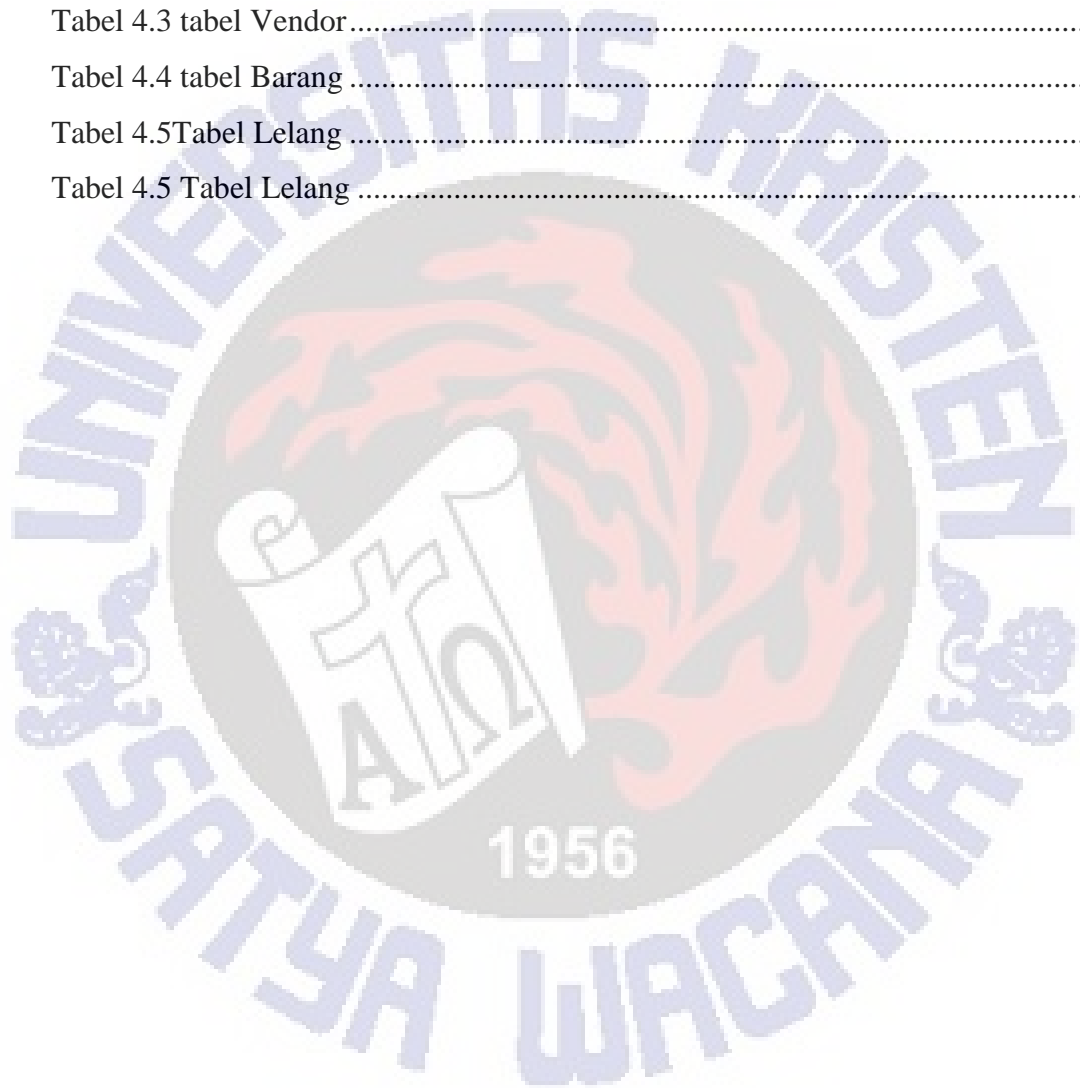 Tabel 4.3 tabel Vendor................................................................................................
Tabel 4.4 tabel Barang ................................................................................................
Tabel 4.5Tabel Lelang ................................................................................................
Tabel 4.5 Tabel Lelang ...............................................................................................
UNIVERSITAS KRISTEN
Α Ω
1956
SATYA WACANA